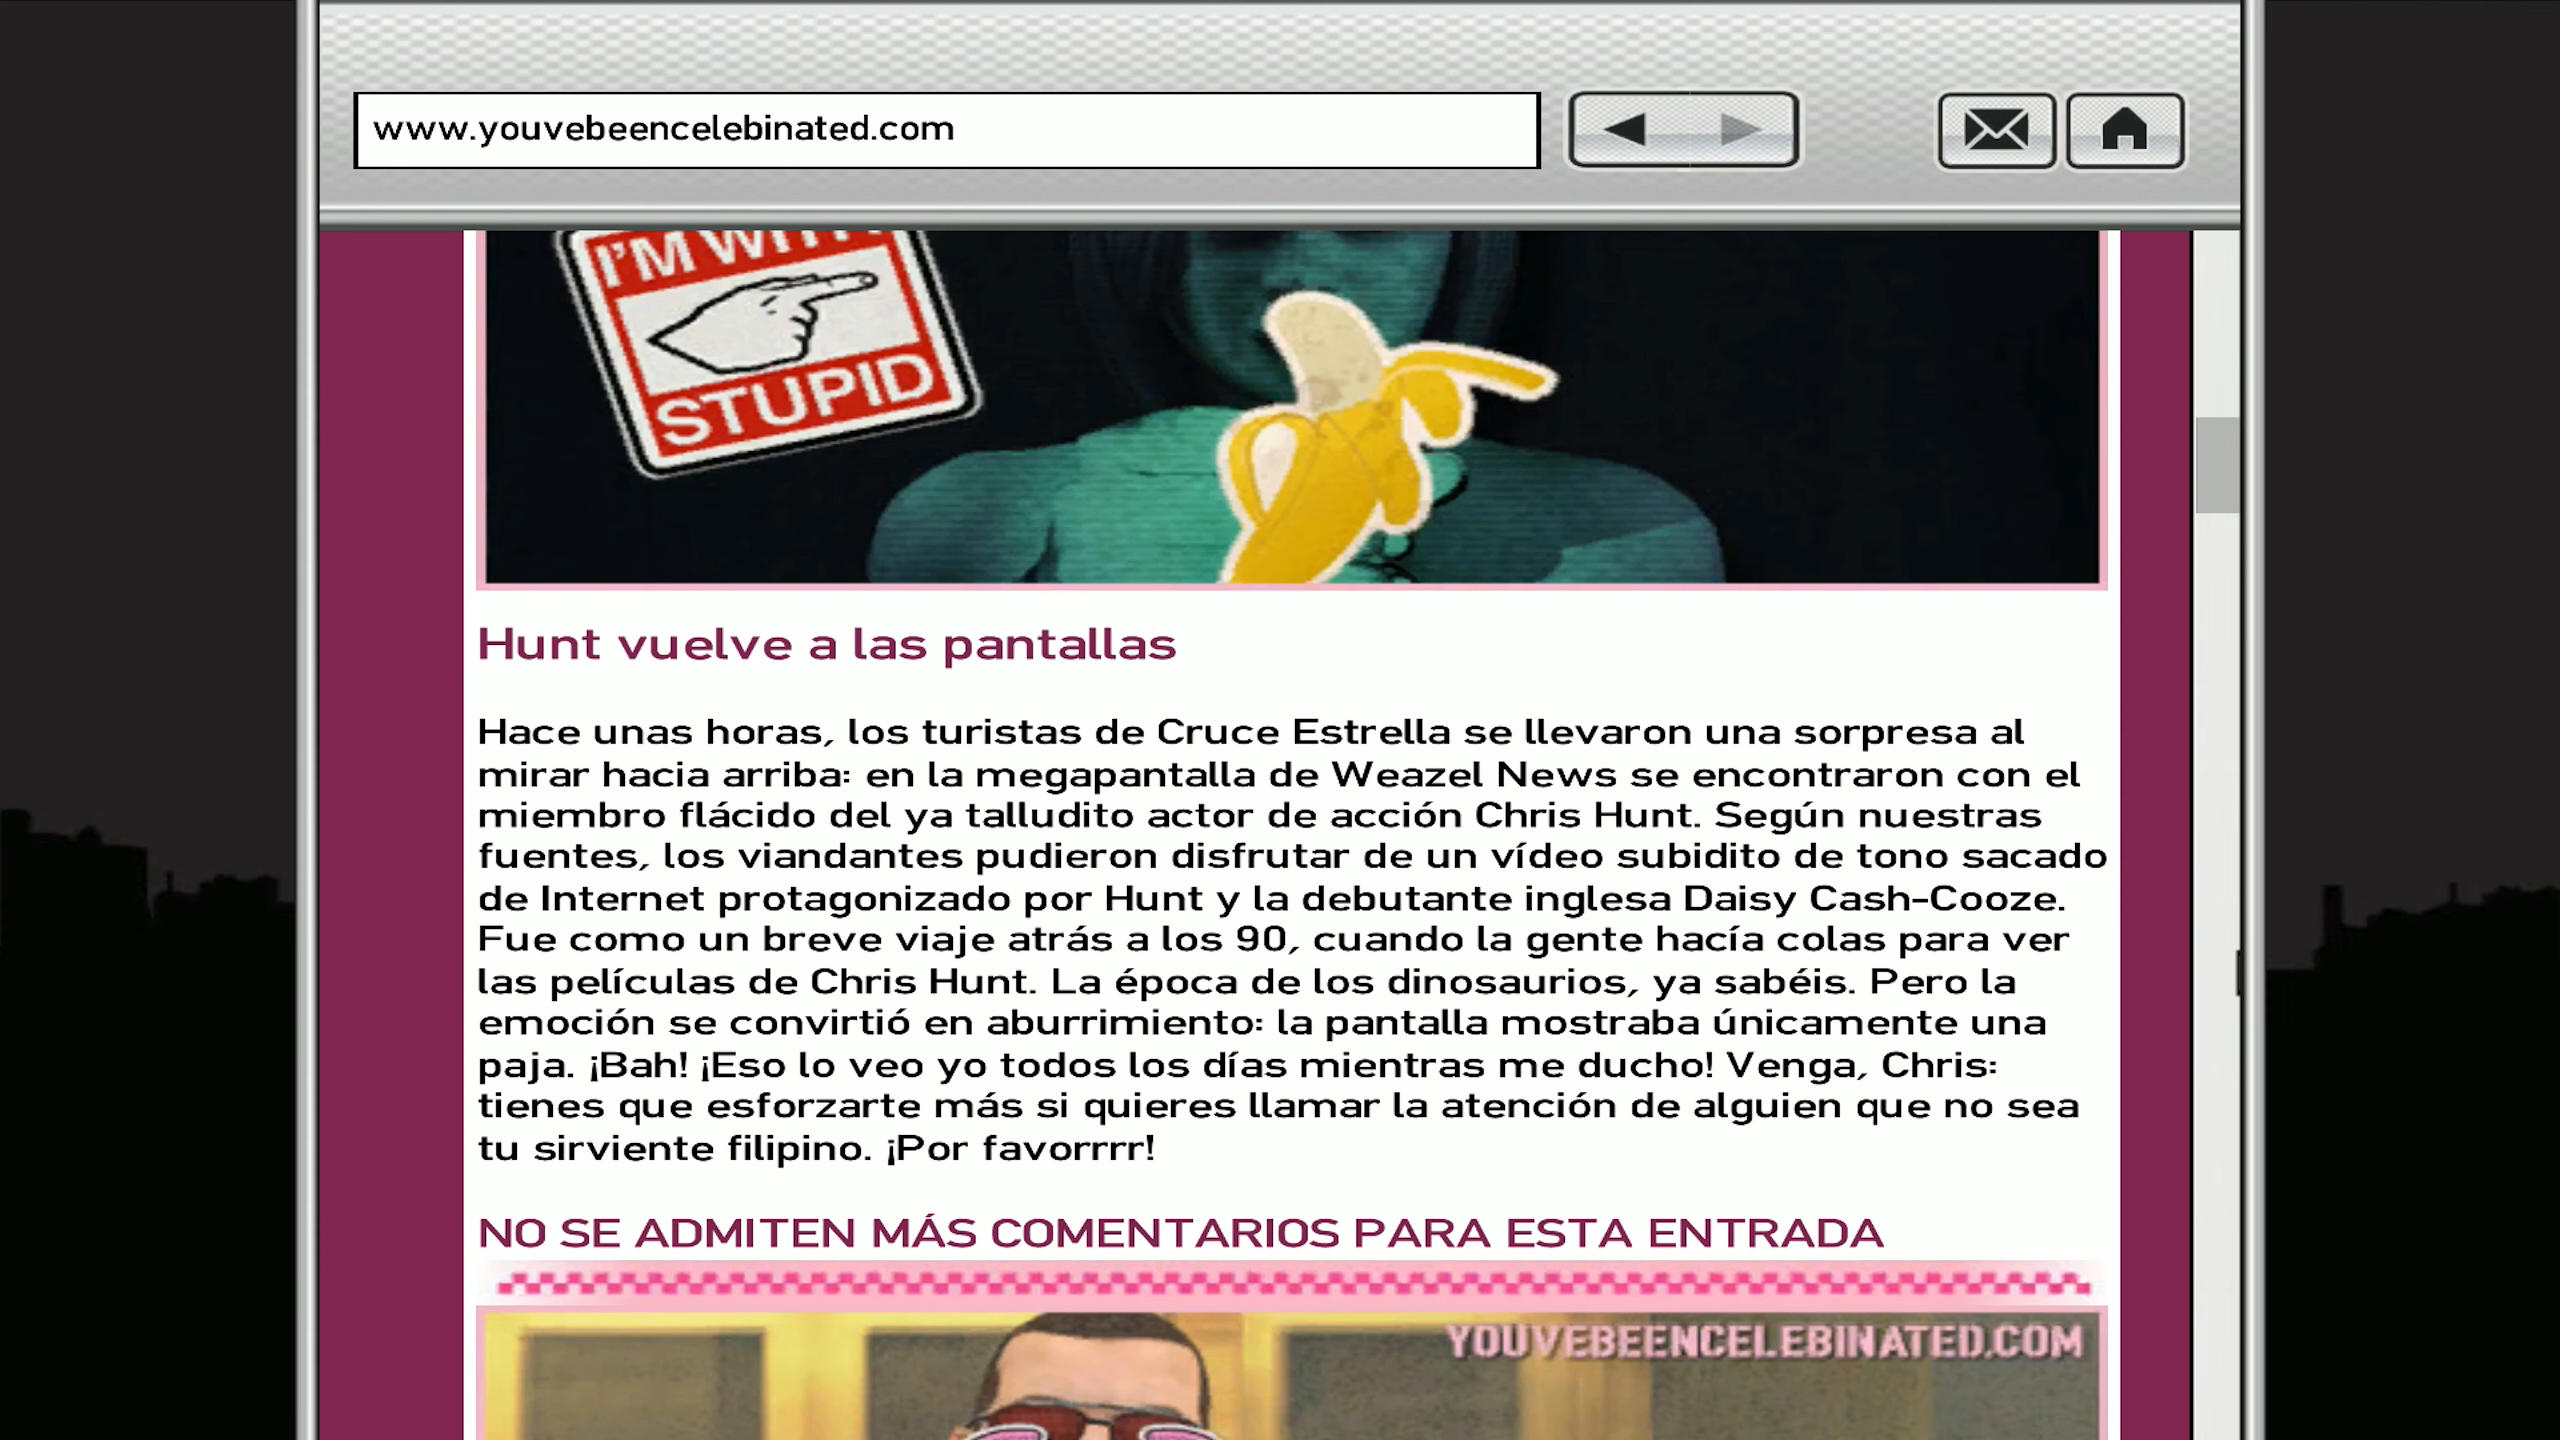 www.youvebeencelebinated.com
I'M WITH
STUPID
Hunt vuelve a las pantallas
Hace unas horas, los turistas de Cruce Estrella se llevaron una sorpresa al
mirar hacia arriba: en la megapantalla de Weazel News se encontraron con el
miembro flácido del ya talludito actor de acción Chris Hunt. Según nuestras
fuentes, los viandantes pudieron disfrutar de un vídeo subidito de tono sacado
de Internet protagonizado por Hunt y la debutante inglesa Daisy Cash-Cooze.
Fue como un breve viaje atrás a los 90, cuando la gente hacía colas para ver
las películas de Chris Hunt. La época de los dinosaurios, ya sabéis. Pero la
emoción se convirtió en aburrimiento: la pantalla mostraba únicamente una
paja. ¡Bah! ¡Eso lo veo yo todos los días mientras me ducho! Venga, Chris:
tienes que esforzarte más si quieres llamar la atención de alguien que no sea
tu sirviente filipino. ¡Por favorrrr!
NO SE ADMITEN MÁS COMENTARIOS PARA ESTA ENTRADA
YOUVEBEENCELEBINATED.COM